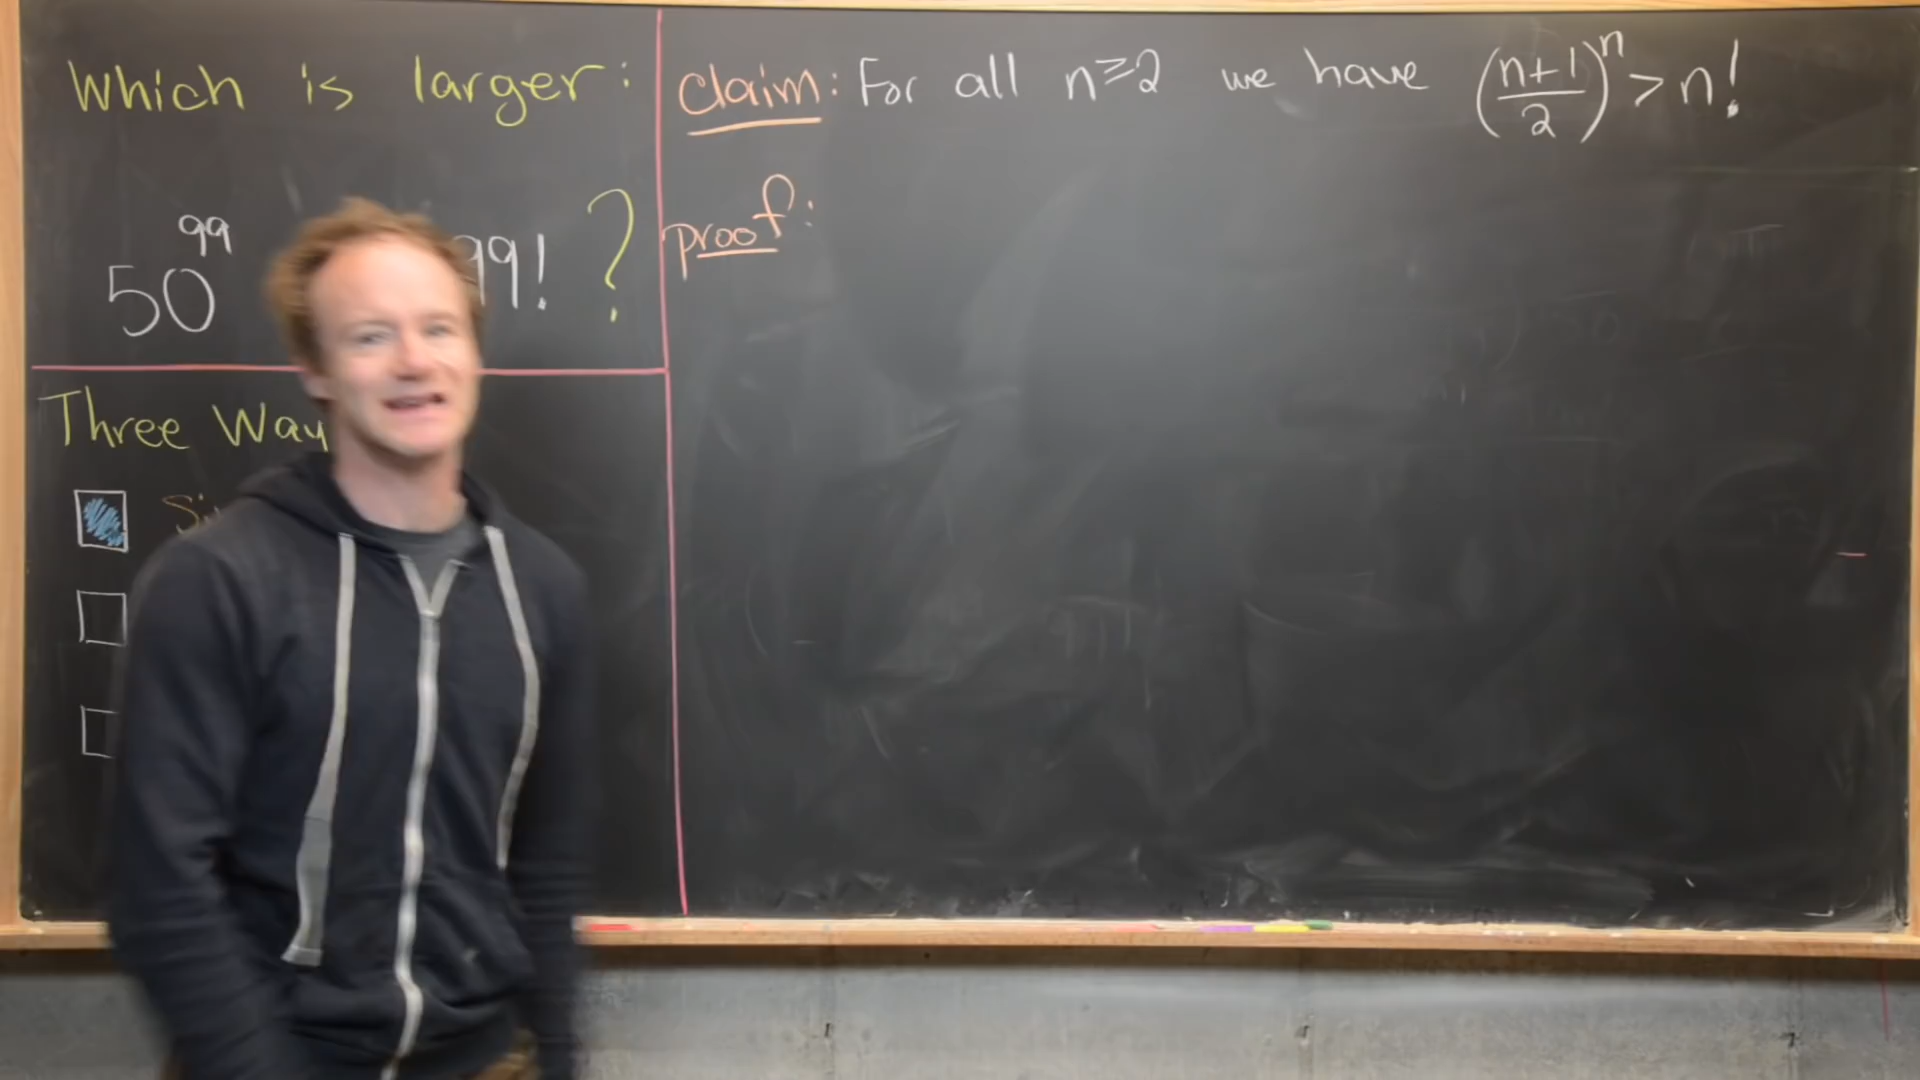 Which is larger:
50^99 99! ?
Three Way
claim: For all n≥2 we have ((n+1)/2)^n > n!
proof: